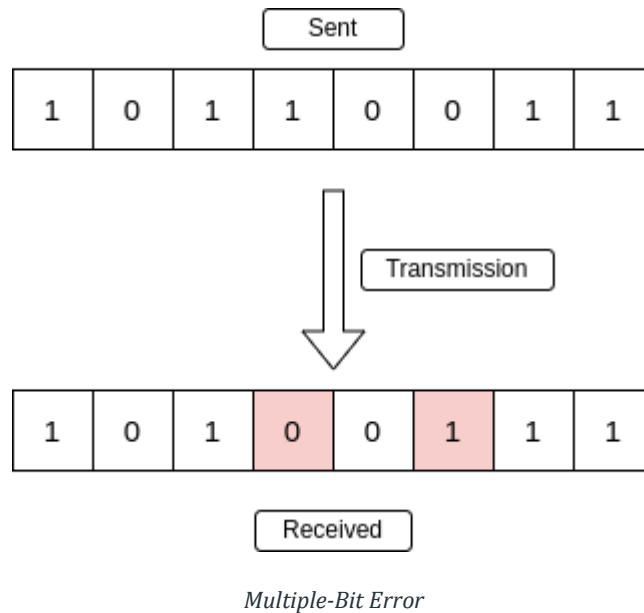 Sent
1 0 1 1 0 0 1 1
Transmission
1 0 1 0 0 1 1 1
Received
Multiple-Bit Error